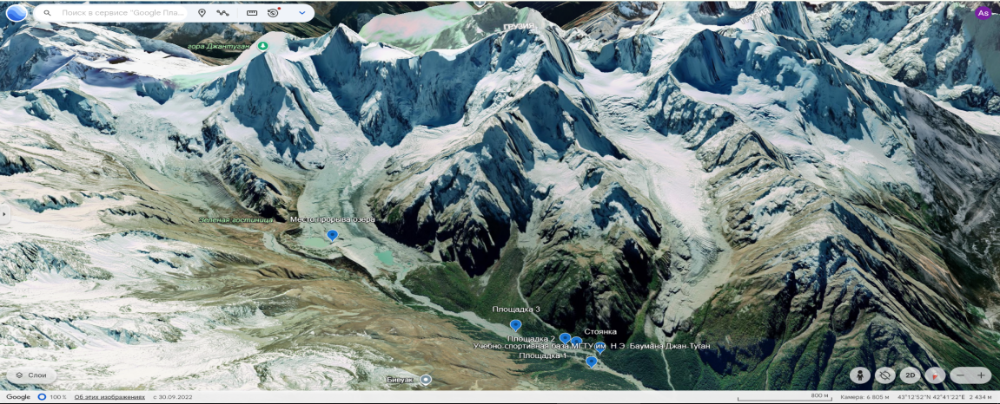 Поиск в сервисе "Google Пла...
As
ГРУЗИЯ
ГРУЗИЯ
гора Джантуган
Зеленая гостиница
Место прорыва озера
Площадка 3
Стоянка
Площадка 2
Учебно-спортивная база МГТУ им. Н.Э. Баумана Джан-Туган
Площадка 1
Бивуак
Слои
2D
Google
100 %
Об этих изображениях
с 30.09.2022
800 м
Камера: 6 805 м
43°12'52"N 42°41'22"E
2 434 м